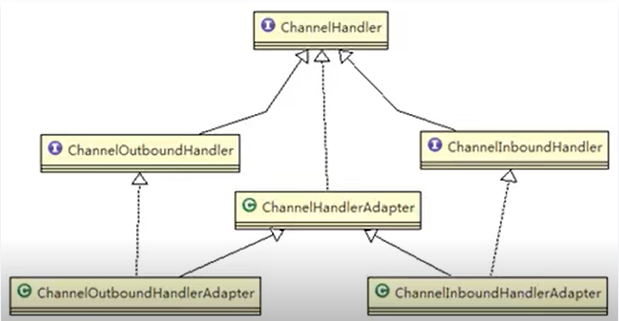 I ChannelHandler
I ChannelOutboundHandler
I ChannelInboundHandler
C ChannelHandlerAdapter
C ChannelOutboundHandlerAdapter
C ChannelInboundHandlerAdapter